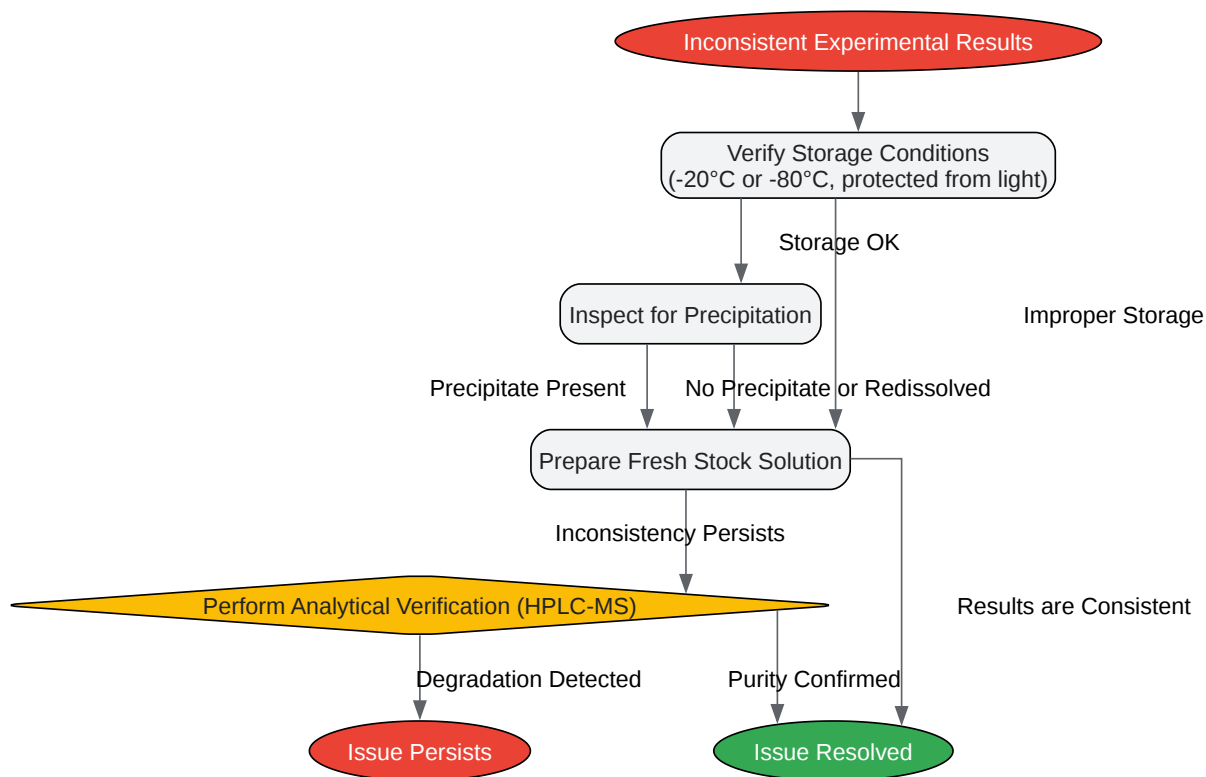 Inconsistent Experimental Results
Verify Storage Conditions
(-20°C or -80°C, protected from light)
Storage OK
Inspect for Precipitation
Improper Storage
Precipitate Present
No Precipitate or Redissolved
Prepare Fresh Stock Solution
Inconsistency Persists
Perform Analytical Verification (HPLC-MS)
Results are Consistent
Degradation Detected
Purity Confirmed
Issue Persists
Issue Resolved